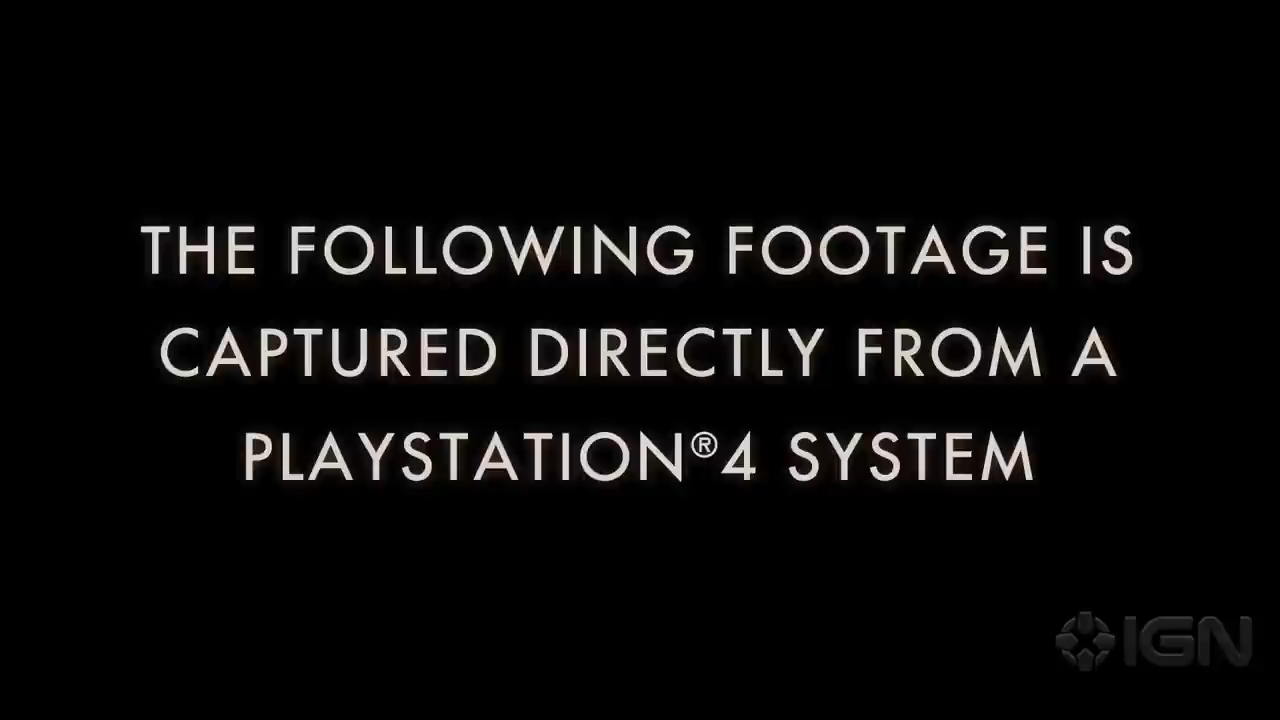 THE FOLLOWING FOOTAGE IS
CAPTURED DIRECTLY FROM A
PLAYSTATION®4 SYSTEM
IGN